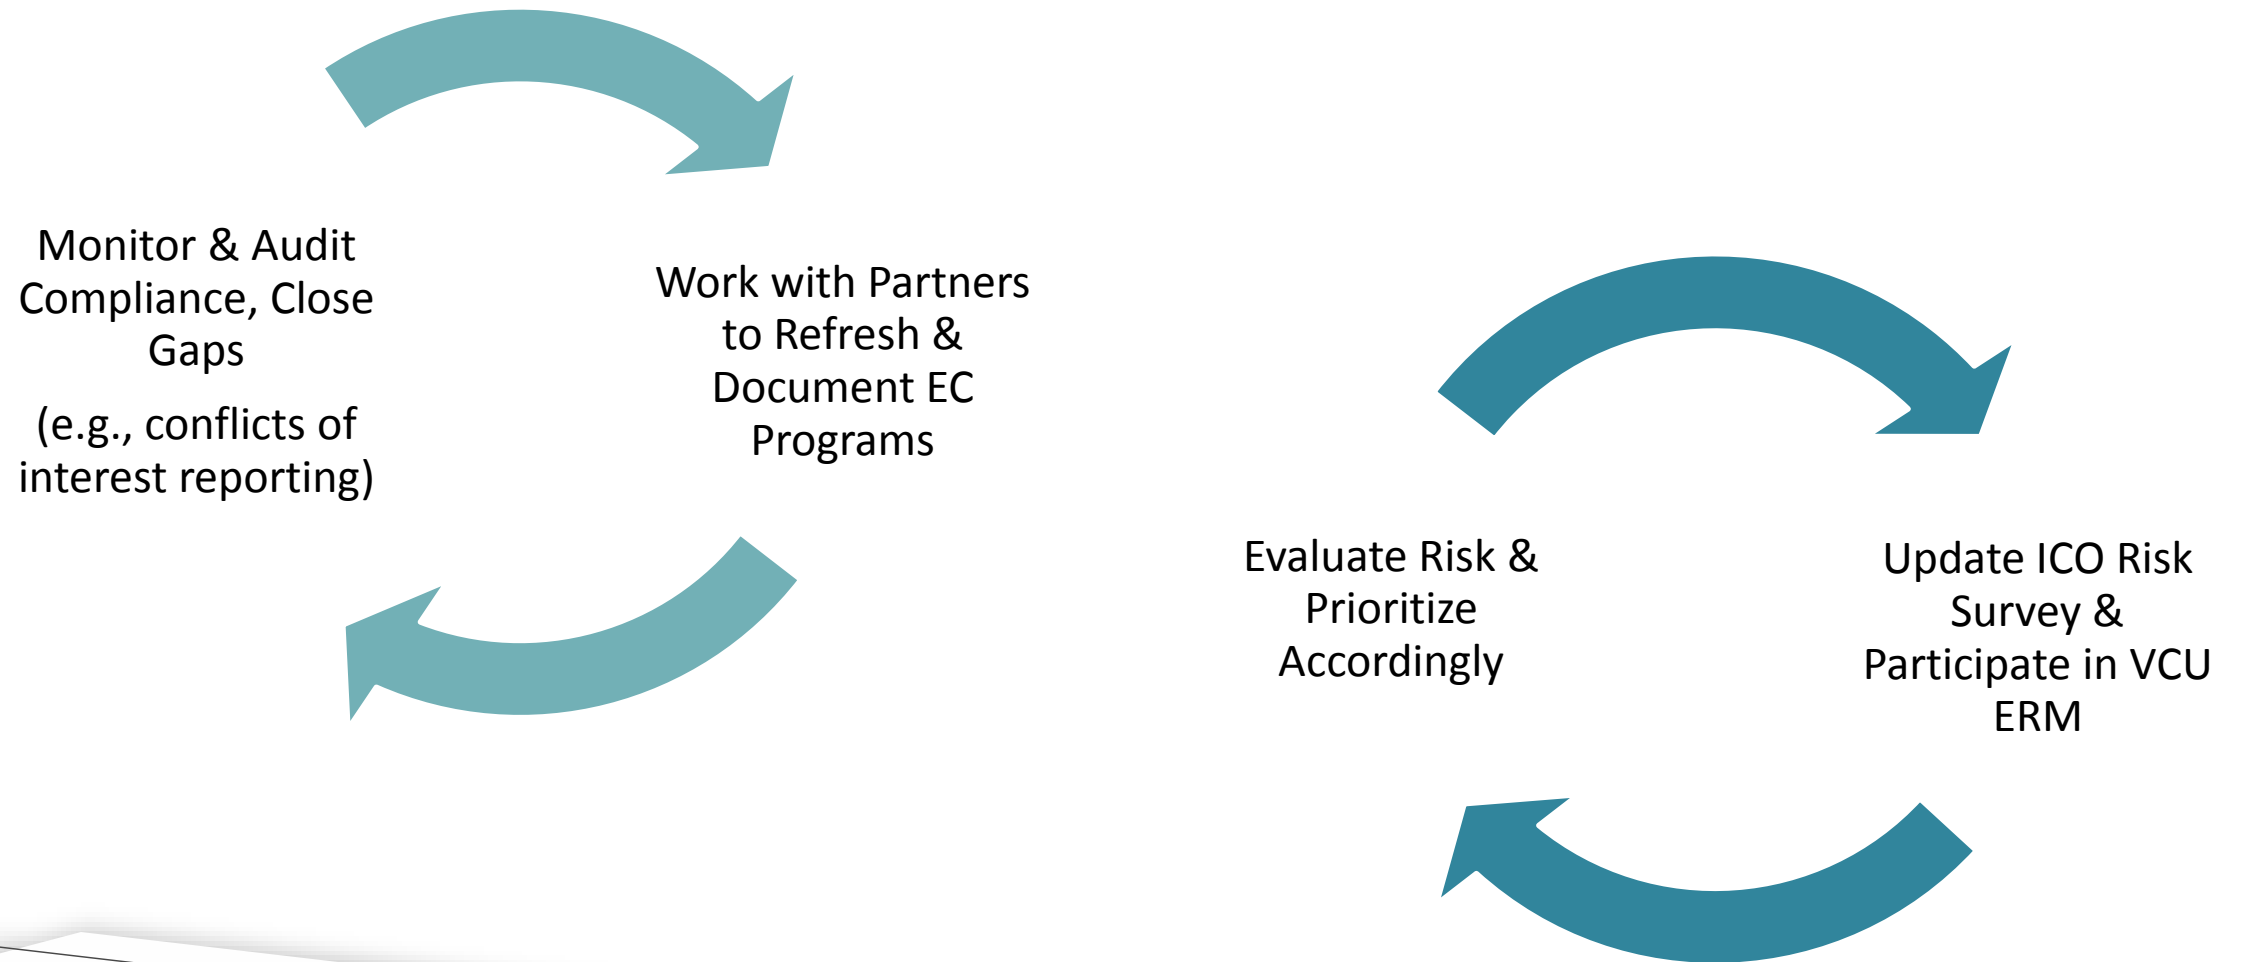 Monitor & Audit
Compliance, Close
Gaps
(e.g., conflicts of
interest reporting)
Work with Partners
to Refresh &
Document EC
Programs
Evaluate Risk &
Prioritize
Accordingly
Update ICO Risk
Survey &
Participate in VCU
ERM